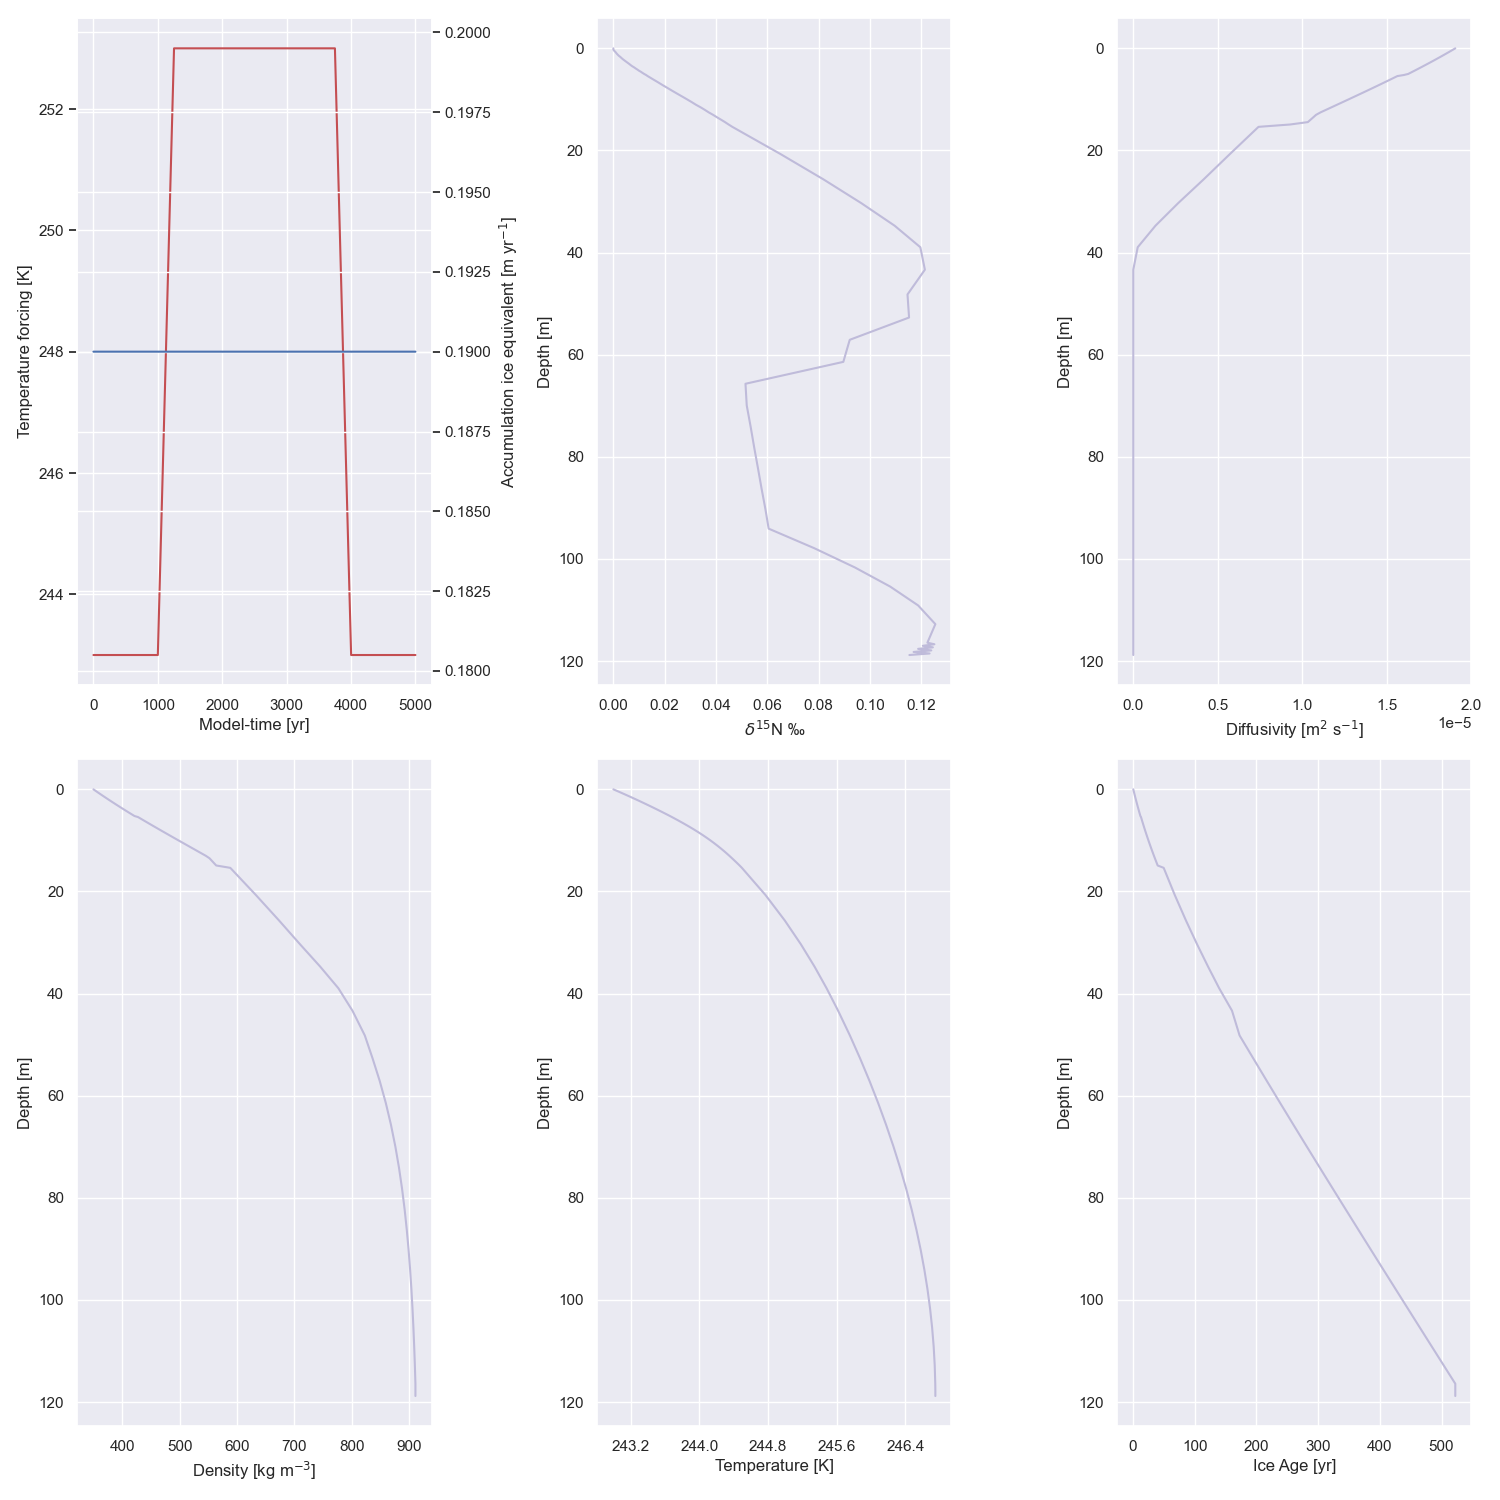 252
250
248
246
244
Temperature forcing [K]
0.2000
0.1975
0.1950
0.1925
0.1900
0.1875
0.1850
0.1825
0.1800
Accumulation ice equivalent [m yr⁻¹]
0 1000 2000 3000 4000 5000
Model-time [yr]
0
20
40
60
80
100
120
Depth [m]
0.00 0.02 0.04 0.06 0.08 0.10 0.12
δ¹⁵N ‰
0
20
40
60
80
100
120
Depth [m]
0.0 0.5 1.0 1.5 2.0
1e−5
Diffusivity [m² s⁻¹]
0
20
40
60
80
100
120
Depth [m]
400 500 600 700 800 900
Density [kg m⁻³]
0
20
40
60
80
100
120
Depth [m]
243.2 244.0 244.8 245.6 246.4
Temperature [K]
0
20
40
60
80
100
120
Depth [m]
0 100 200 300 400 500
Ice Age [yr]